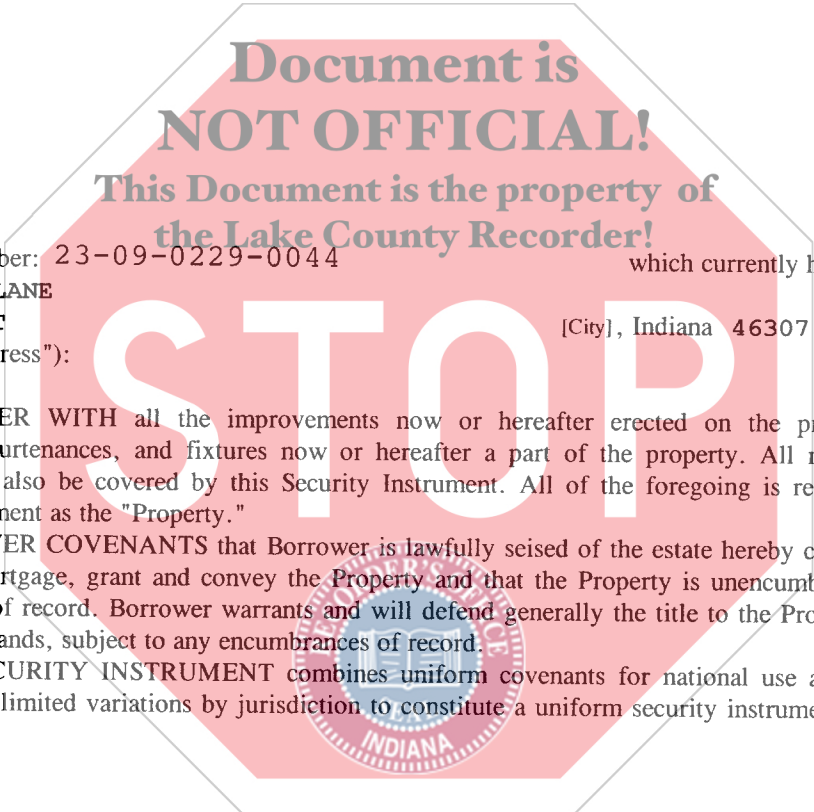 Document is
NOT OFFICIAL!
This Document is the property of
the Lake County Recorder!
ber: 23-09-0229-0044 which currently h
LANE
[City], Indiana 46307
ress"):
STOP
ER WITH all the improvements now or hereafter erected on the pr
urtenances, and fixtures now or hereafter a part of the property. All r
also be covered by this Security Instrument. All of the foregoing is re
ment as the "Property."
ER COVENANTS that Borrower is lawfully seised of the estate hereby c
rtgage, grant and convey the Property and that the Property is unencumb
of record. Borrower warrants and will defend generally the title to the Pro
ands, subject to any encumbrances of record.
CURITY INSTRUMENT combines uniform covenants for national use a
limited variations by jurisdiction to constitute a uniform security instrume
RECORDER'S OFFICE
INDIANA